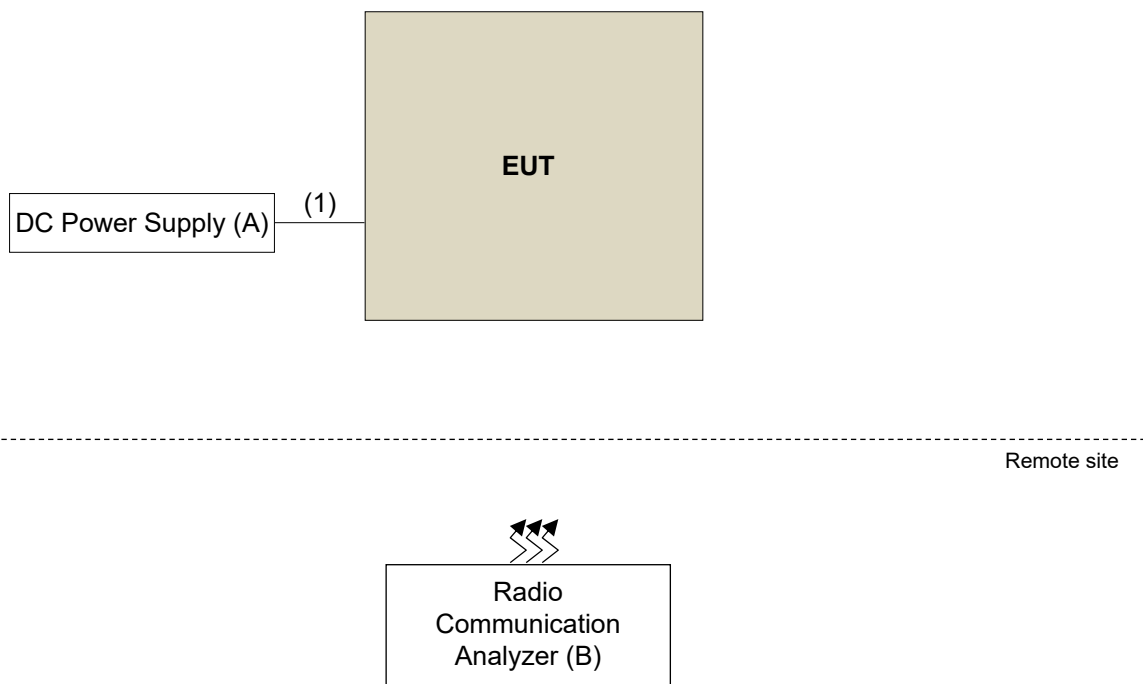 EUT
(1)
DC Power Supply (A)
Remote site
Radio
Communication
Analyzer (B)